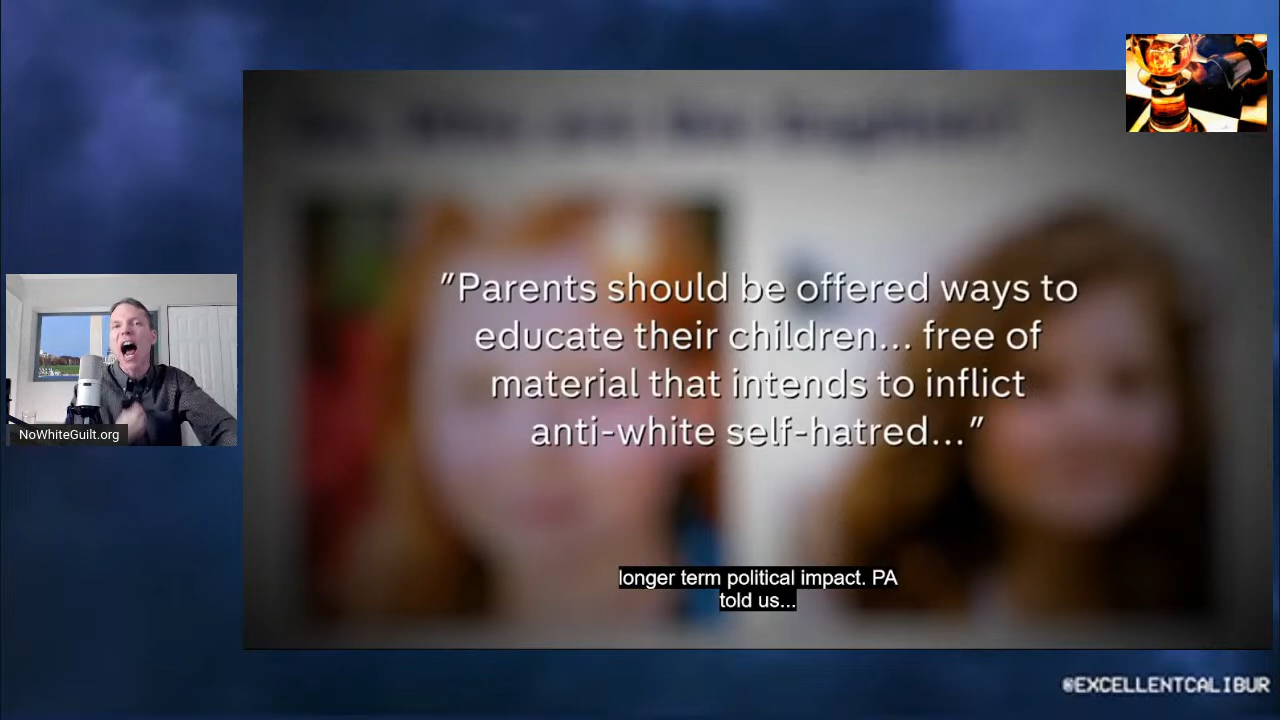 "Parents should be offered ways to
educate their children... free of
material that intends to inflict
anti-white self-hatred..."
NoWhiteGuilt.org
longer term political impact. PA
told us...
@EXCELLENTCALIBUR